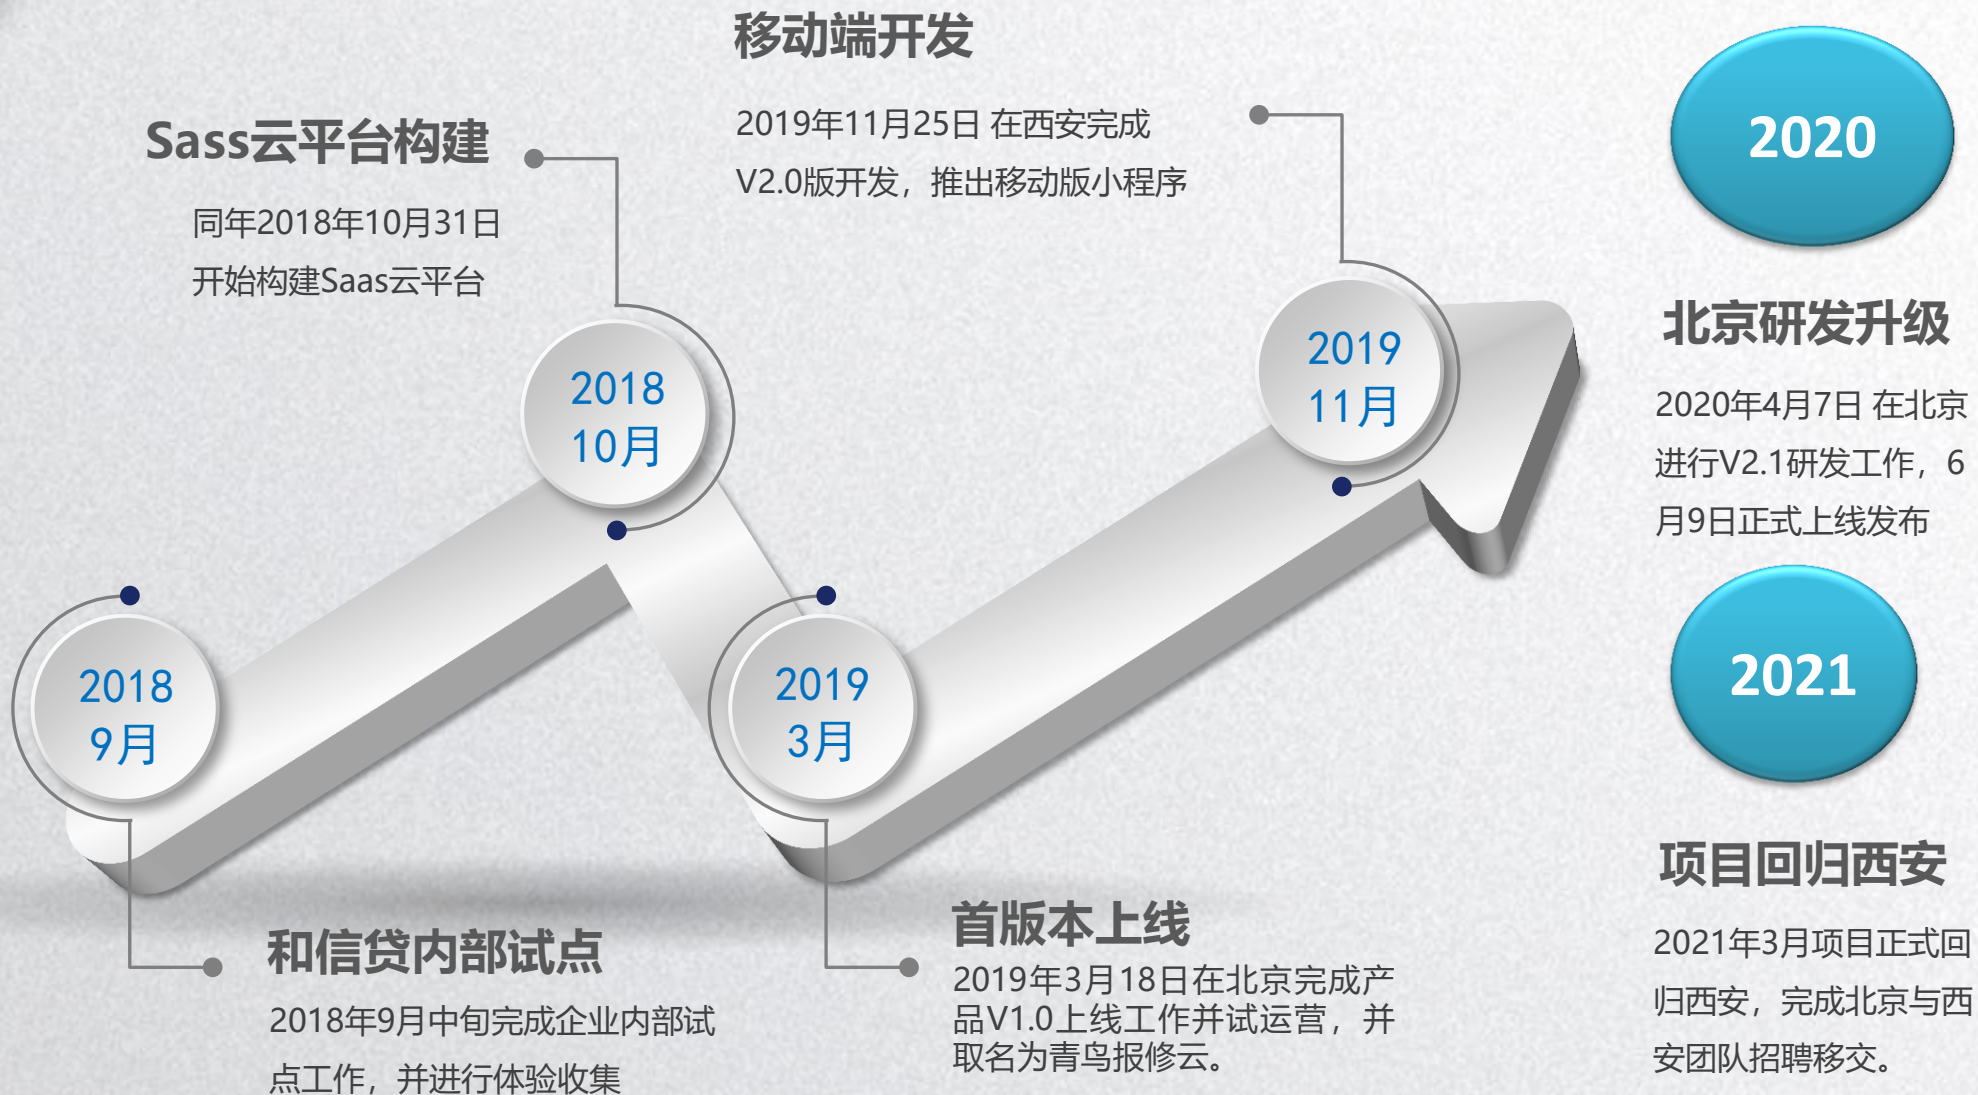 Sass云平台构建
同年2018年10月31日
开始构建Saas云平台
移动端开发
2019年11月25日 在西安完成
V2.0版开发，推出移动版小程序
2018
9月
2018
10月
2019
3月
2019
11月
和信贷内部试点
2018年9月中旬完成企业内部试
点工作，并进行体验收集
首版本上线
2019年3月18日在北京完成产
品V1.0上线工作并试运营，并
取名为青鸟报修云。
2020
北京研发升级
2020年4月7日 在北京
进行V2.1研发工作，6
月9日正式上线发布
2021
项目回归西安
2021年3月项目正式回
归西安，完成北京与西
安团队招聘移交。